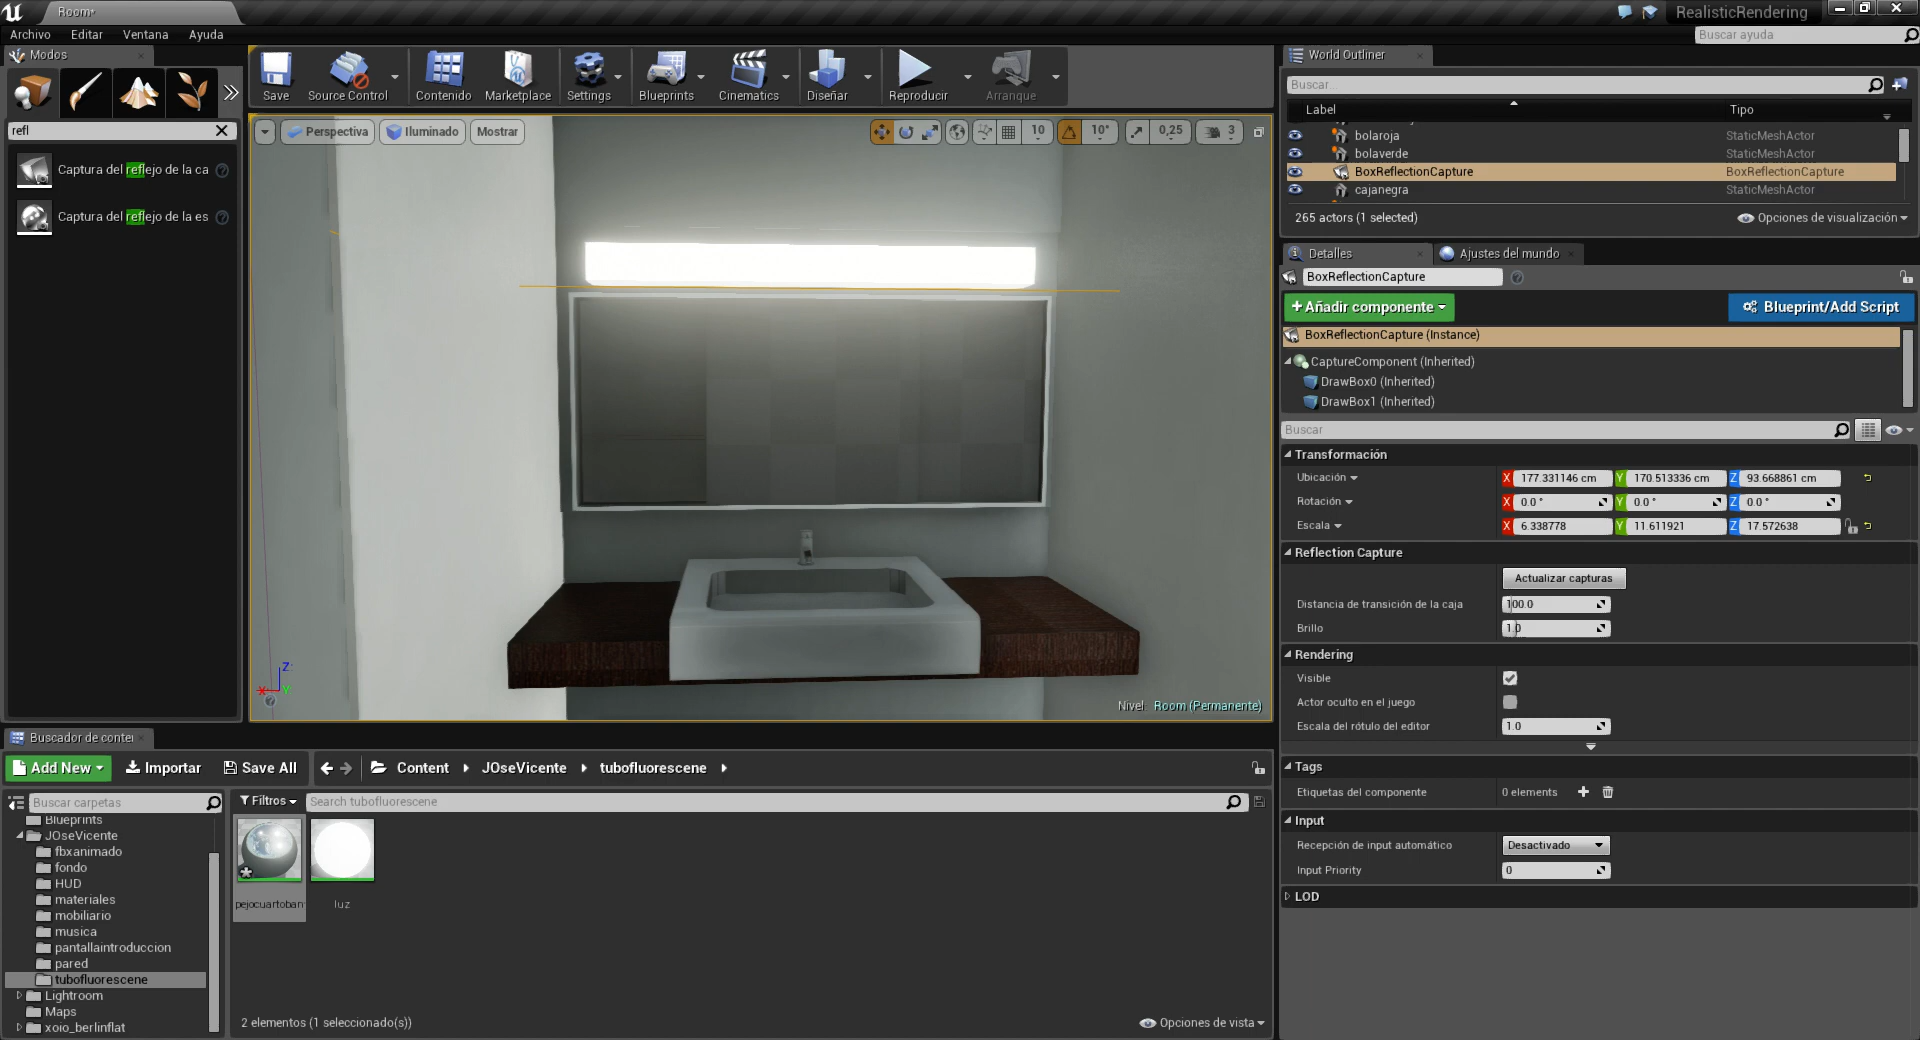 Room*
RealisticRendering
Archivo
Editar
Ventana
Ayuda
Buscar ayuda
Modos
refl
Captura del reflejo de la ca
Captura del reflejo de la es
Save
Source Control
Contenido
Marketplace
Settings
Blueprints
Cinematics
Diseñar
Reproducir
Arranque
Perspectiva
Iluminado
Mostrar
10
10°
0,25
3
Z
X
Y
Nivel: Room (Permanente)
World Outliner
Buscar...
Label
Tipo
bolaroja
StaticMeshActor
bolaverde
StaticMeshActor
BoxReflectionCapture
BoxReflectionCapture
cajanegra
StaticMeshActor
265 actors (1 selected)
Opciones de visualización
Detalles
Ajustes del mundo
BoxReflectionCapture
Añadir componente
Blueprint/Add Script
BoxReflectionCapture (Instance)
CaptureComponent (Inherited)
DrawBox0 (Inherited)
DrawBox1 (Inherited)
Buscar
Transformación
Ubicación X 177.331146 cm Y 170.513336 cm Z 93.668861 cm
Rotación X 0.0 ° Y 0.0 ° Z 0.0 °
Escala X 6.338778 Y 11.611921 Z 17.572638
Reflection Capture
Actualizar capturas
Distancia de transición de la caja 100.0
Brillo 1.0
Rendering
Visible
Actor oculto en el juego
Escala del rótulo del editor 1.0
Tags
Etiquetas del componente 0 elements
Input
Recepción de input automático Desactivado
Input Priority 0
LOD
Buscador de conter
Add New
Importar
Save All
Content
JOseVicente
tubofluorescene
Buscar carpetas
Filtros
Search tubofluorescene
Blueprints
JOseVicente
fbxanimado
fondo
HUD
materiales
mobiliario
musica
pantallaintroduccion
pared
tubofluorescene
Lightroom
Maps
xoio_berlinflat
pejocuartoban
luz
2 elementos (1 seleccionado(s))
Opciones de vista